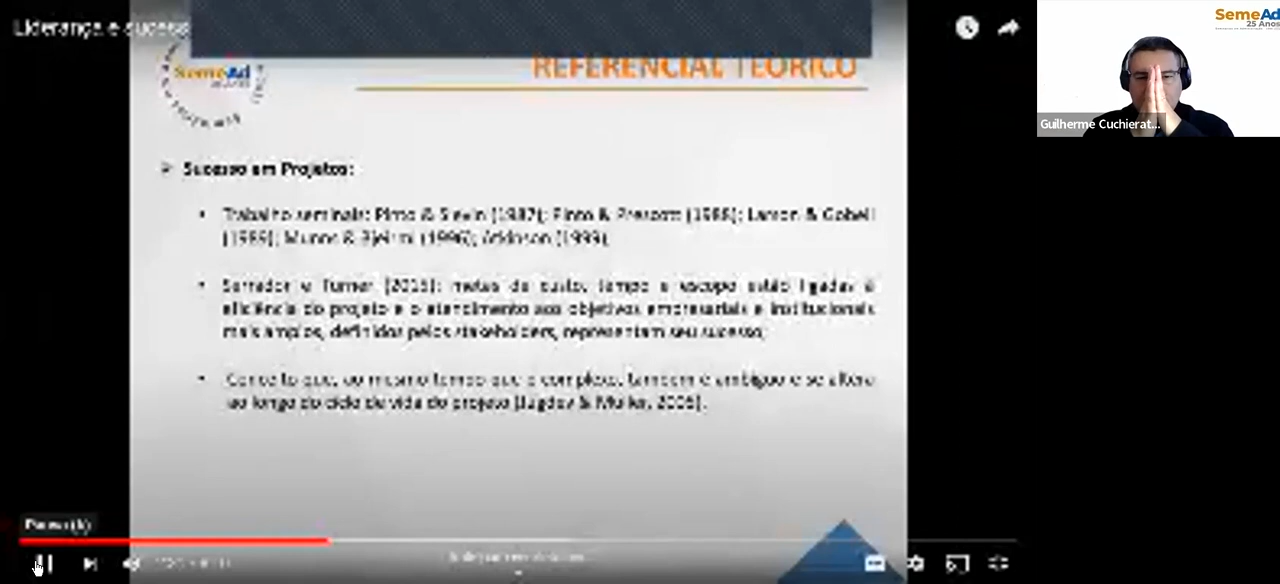 Liderança e sucess
SemeAd
25 Anos
SemeAd
REFERENCIAL TEÓRICO
Guilherme Cuchierat...
➢ Sucesso em Projetos:
• Trabalho seminais: Pinto & Slevin (1987); Pinto & Prescott (1988); Larson & Gobeli
(1989); Munns & Bjeirmi (1996); Atkinson (1999);
• Serrador e Turner (2015): metas de custo, tempo e escopo estão ligadas à
eficiência do projeto e o atendimento aos objetivos empresariais e institucionais
mais amplos, definidos pelos stakeholders, representam seu sucesso;
• Conceito que, ao mesmo tempo que é complexo, também é ambíguo e se altera
ao longo do ciclo de vida do projeto (Jugdev & Müller, 2005).
Pausa (k)